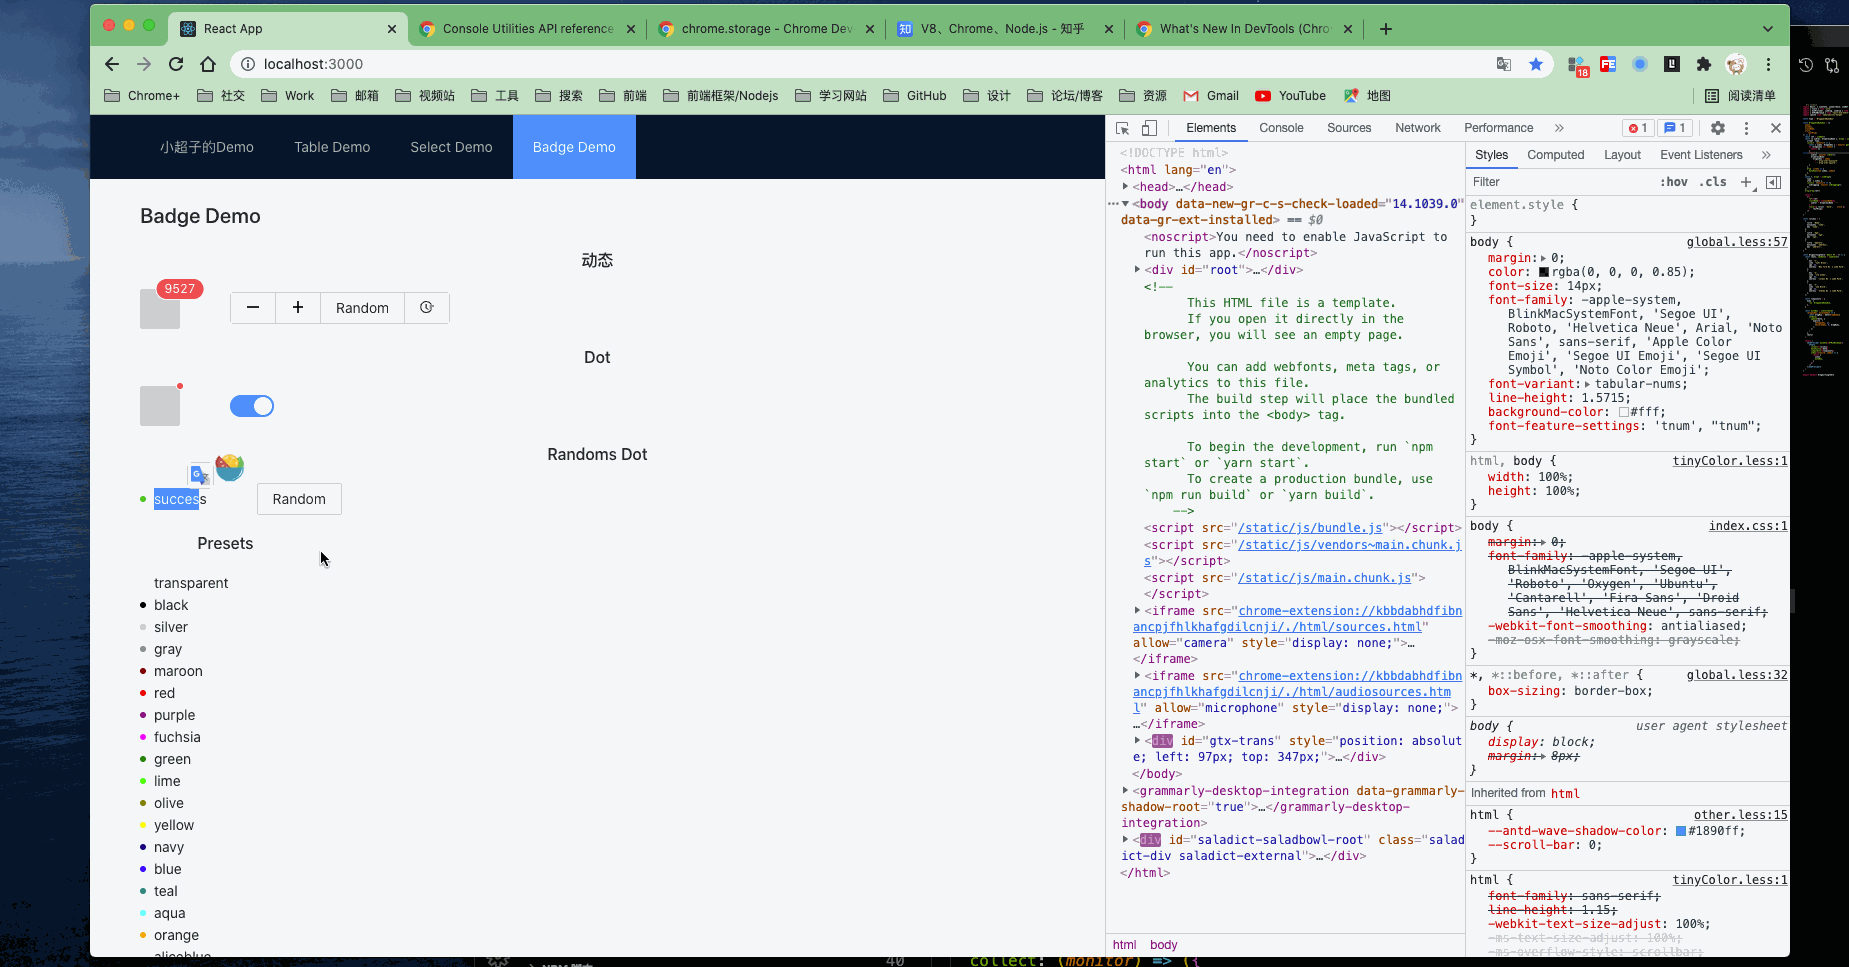 React App
Console Utilities API reference
chrome.storage - Chrome Dev
V8、Chrome、Node.js - 知乎
What's New In DevTools (Chro
localhost:3000
18
Chrome+
社交
Work
邮箱
视频站
工具
搜索
前端
前端框架/Nodejs
学习网站
GitHub
设计
论坛/博客
资源
Gmail
YouTube
地图
阅读清单
小超子的Demo
Table Demo
Select Demo
Badge Demo
Badge Demo
动态
9527
Random
Dot
Randoms Dot
success
Random
Presets
transparent
black
silver
gray
maroon
red
purple
fuchsia
green
lime
olive
yellow
navy
blue
teal
aqua
orange
aliceblue
Elements
Console
Sources
Network
Performance
1
1
<!DOCTYPE html>
<html lang="en">
<head>…</head>
<body data-new-gr-c-s-check-loaded="14.1039.0"
data-gr-ext-installed> == $0
<noscript>You need to enable JavaScript to
run this app.</noscript>
<div id="root">…</div>
<!--
This HTML file is a template.
If you open it directly in the
browser, you will see an empty page.
You can add webfonts, meta tags, or
analytics to this file.
The build step will place the bundled
scripts into the <body> tag.
To begin the development, run `npm
start` or `yarn start`.
To create a production bundle, use
`npm run build` or `yarn build`.
-->
<script src="/static/js/bundle.js"></script>
<script src="/static/js/vendors~main.chunk.j
s"></script>
<script src="/static/js/main.chunk.js">
</script>
<iframe src="chrome-extension://kbbdabhdfibn
ancpjfhlkhafgdilcnji/./html/sources.html"
allow="camera" style="display: none;">…
</iframe>
<iframe src="chrome-extension://kbbdabhdfibn
ancpjfhlkhafgdilcnji/./html/audiosources.htm
l" allow="microphone" style="display: none;">
…</iframe>
<div id="gtx-trans" style="position: absolut
e; left: 97px; top: 347px;">…</div>
</body>
<grammarly-desktop-integration data-grammarly-
shadow-root="true">…</grammarly-desktop-
integration>
<div id="saladict-saladbowl-root" class="salad
ict-div saladict-external">…</div>
</html>
html body
Styles
Computed
Layout
Event Listeners
Filter
:hov .cls
element.style {
}
body { global.less:57
margin: 0;
color: rgba(0, 0, 0, 0.85);
font-size: 14px;
font-family: -apple-system,
BlinkMacSystemFont, 'Segoe UI',
Roboto, 'Helvetica Neue', Arial, 'Noto
Sans', sans-serif, 'Apple Color
Emoji', 'Segoe UI Emoji', 'Segoe UI
Symbol', 'Noto Color Emoji';
font-variant: tabular-nums;
line-height: 1.5715;
background-color: #fff;
font-feature-settings: 'tnum', "tnum";
}
html, body { tinyColor.less:1
width: 100%;
height: 100%;
}
body { index.css:1
margin: 0;
font-family: -apple-system,
BlinkMacSystemFont, 'Segoe UI',
'Roboto', 'Oxygen', 'Ubuntu',
'Cantarell', 'Fira Sans', 'Droid
Sans', 'Helvetica Neue', sans-serif;
-webkit-font-smoothing: antialiased;
-moz-osx-font-smoothing: grayscale;
}
*, *::before, *::after { global.less:32
box-sizing: border-box;
}
body { user agent stylesheet
display: block;
margin: 8px;
}
Inherited from html
html { other.less:15
--antd-wave-shadow-color: #1890ff;
--scroll-bar: 0;
}
html { tinyColor.less:1
font-family: sans-serif;
line-height: 1.15;
-webkit-text-size-adjust: 100%;
-ms-text-size-adjust: 100%;
-ms-overflow-style: scrollbar;
40
collect: (monitor) => ({